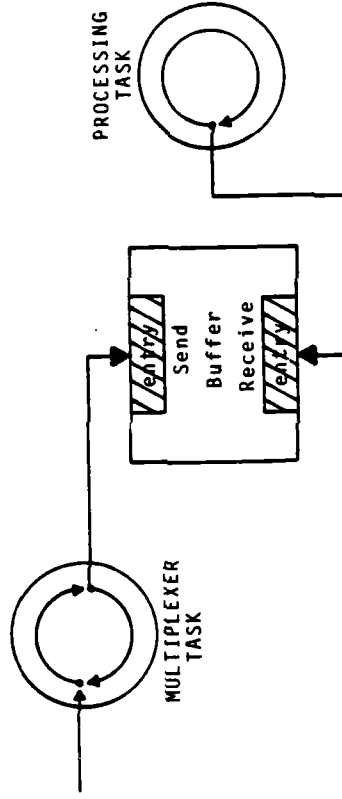 PROCESSING
TASK
entry
Send
Buffer
Receive
entry
MULTIPLEXER
TASK